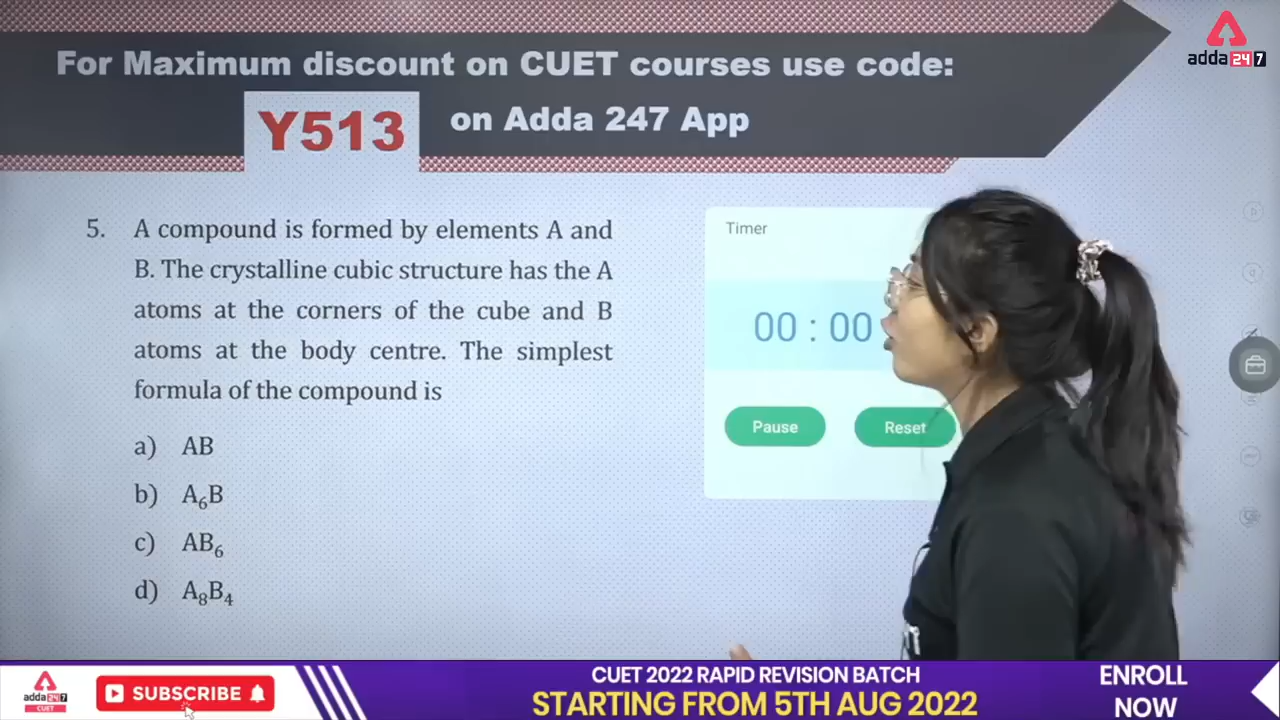 For Maximum discount on CUET courses use code:
Y513 on Adda 247 App
adda 247
5. A compound is formed by elements A and
B. The crystalline cubic structure has the A
atoms at the corners of the cube and B
atoms at the body centre. The simplest
formula of the compound is
a) AB
b) A₆B
c) AB₆
d) A₈B₄
Timer
00 : 00
Pause
Reset
adda 247
CUET
SUBSCRIBE
CUET 2022 RAPID REVISION BATCH
STARTING FROM 5TH AUG 2022
ENROLL
NOW